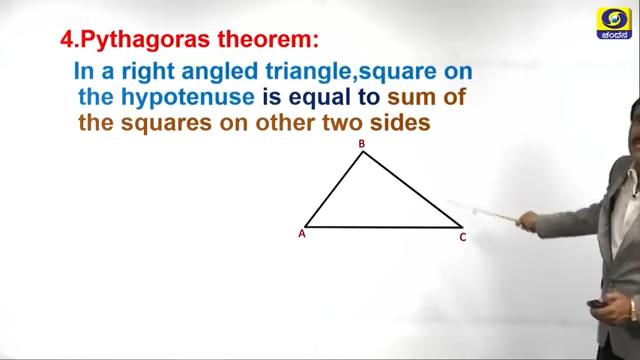 ಚಂದನ
4.Pythagoras theorem:
In a right angled triangle,square on
the hypotenuse is equal to sum of
the squares on other two sides
B
A
C